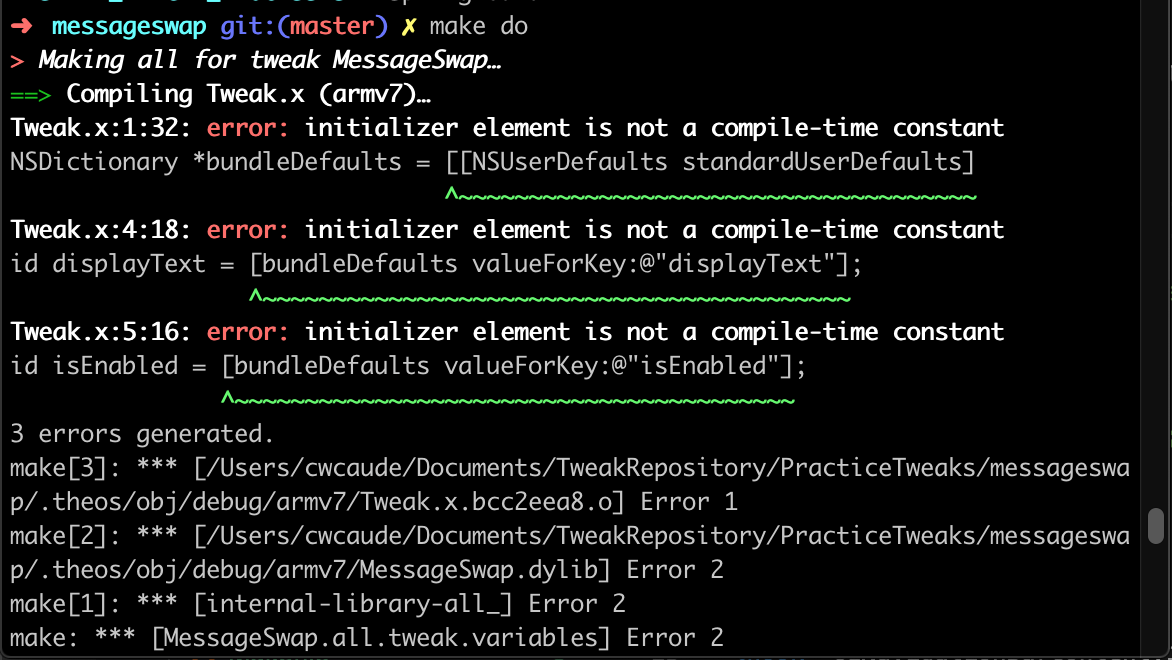 ➜ messageswap git:(master) ✗ make do
> Making all for tweak MessageSwap…
==> Compiling Tweak.x (armv7)…
Tweak.x:1:32: error: initializer element is not a compile-time constant
NSDictionary *bundleDefaults = [[NSUserDefaults standardUserDefaults]
^~~~~~~~~~~~~~~~~~~~~~~~~~~~~~~~~~~~~~
Tweak.x:4:18: error: initializer element is not a compile-time constant
id displayText = [bundleDefaults valueForKey:@"displayText"];
^~~~~~~~~~~~~~~~~~~~~~~~~~~~~~~~~~~~~~~~~~~
Tweak.x:5:16: error: initializer element is not a compile-time constant
id isEnabled = [bundleDefaults valueForKey:@"isEnabled"];
^~~~~~~~~~~~~~~~~~~~~~~~~~~~~~~~~~~~~~~~~
3 errors generated.
make[3]: *** [/Users/cwcaude/Documents/TweakRepository/PracticeTweaks/messageswa
p/.theos/obj/debug/armv7/Tweak.x.bcc2eea8.o] Error 1
make[2]: *** [/Users/cwcaude/Documents/TweakRepository/PracticeTweaks/messageswa
p/.theos/obj/debug/armv7/MessageSwap.dylib] Error 2
make[1]: *** [internal-library-all_] Error 2
make: *** [MessageSwap.all.tweak.variables] Error 2